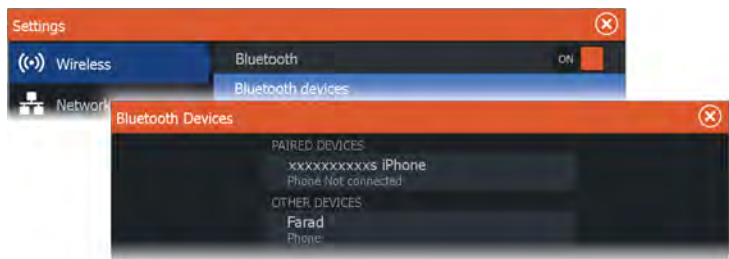 Settings
Wireless
Bluetooth ON
Bluetooth devices
Network
Bluetooth Devices
PAIRED DEVICES
xxxxxxxxxxs iPhone
Phone Not connected
OTHER DEVICES
Farad
Phone